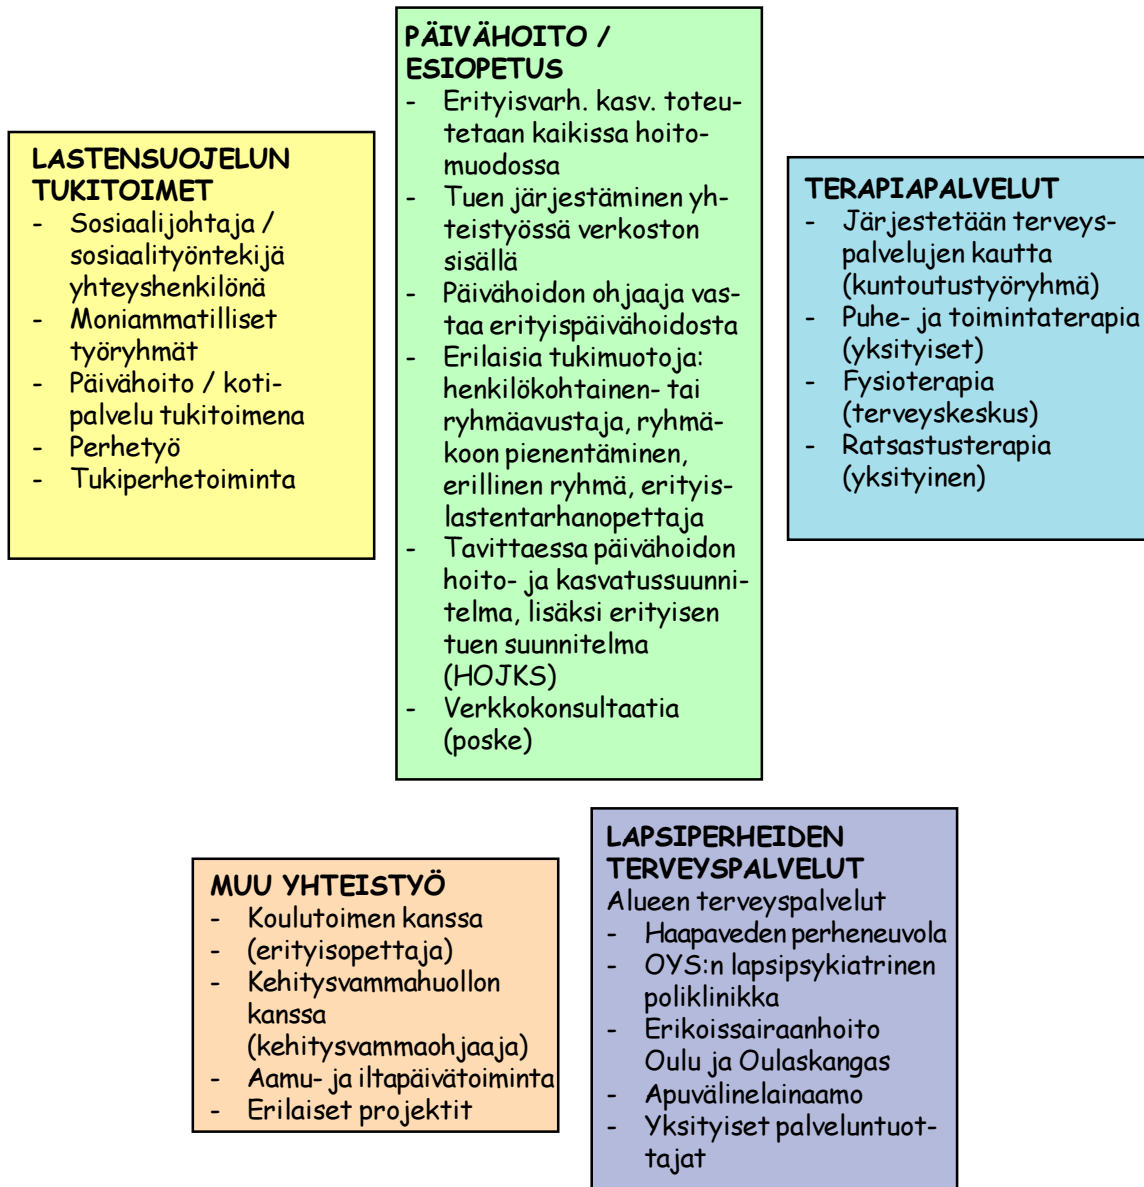 PÄIVÄHOITO /
ESIOPETUS
- Erityisvarh. kasv. toteu-
tetaan kaikissa hoito-
muodossa
- Tuen järjestäminen yh-
teistyössä verkoston
sisällä
- Päivähoidon ohjaaja vas-
taa erityispäivähoidosta
- Erilaisia tukimuotoja:
henkilökohtainen- tai
ryhmäavustaja, ryhmä-
koon pienentäminen,
erillinen ryhmä, erityis-
lastentarhanopettaja
- Tavittaessa päivähoidon
hoito- ja kasvatussuunni-
telma, lisäksi erityisen
tuen suunnitelma
(HOJKS)
- Verkkokonsultaatia
(poske)
LASTENSUOJELUN
TUKITOIMET
- Sosiaalijohtaja /
sosiaalityöntekijä
yhteyshenkilönä
- Moniammatilliset
työryhmät
- Päivähoito / koti-
palvelu tukitoimena
- Perhetyö
- Tukiperhetoiminta
TERAPIAPALVELUT
- Järjestetään terveys-
palvelujen kautta
(kuntoutustyöryhmä)
- Puhe- ja toimintaterapia
(yksityiset)
- Fysioterapia
(terveyskeskus)
- Ratsastusterapia
(yksityinen)
MUU YHTEISTYÖ
- Koulutoimen kanssa
- (erityisopettaja)
- Kehitysvammahuollon
kanssa
(kehitysvammaohjaaja)
- Aamu- ja iltapäivätoiminta
- Erilaiset projektit
LAPSIPERHEIDEN
TERVEYSPALVELUT
Alueen terveyspalvelut
- Haapaveden perheneuvola
- OYS:n lapsipsykiatrinen
poliklinikka
- Erikoissairaanhoito
Oulu ja Oulaskangas
- Apuvälinelainaamo
- Yksityiset palveluntuot-
tajat